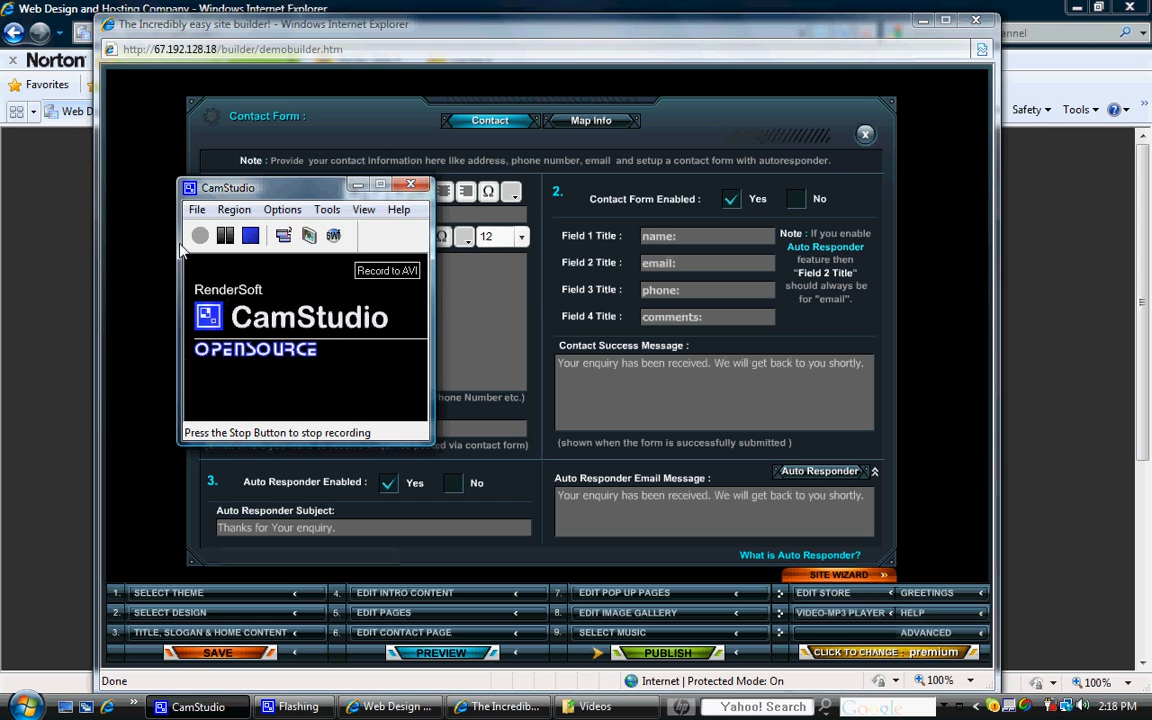 Web Design and Hosting Company - Windows Internet Explorer
The Incredibly easy site builder! - Windows Internet Explorer
http://67.192.128.18/builder/demobuilder.htm
Norton
Favorites
Web D
Safety
Tools
Contact Form :
Contact
Map Info
x
Note : Provide your contact information here like address, phone number, email and setup a contact form with autoresponder.
CamStudio
File Region Options Tools View Help
Record to AVI
RenderSoft
CamStudio
OPENSOURCE
Press the Stop Button to stop recording
Ω
Ω
12
hone Number etc.)
2.
Contact Form Enabled :
Yes
No
Field 1 Title :
name:
Field 2 Title :
email:
Field 3 Title :
phone:
Field 4 Title :
comments:
Note : If you enable
Auto Responder
feature then
"Field 2 Title"
should always be
for "email".
Contact Success Message :
Your enquiry has been received. We will get back to you shortly.
(shown when the form is successfully submitted )
3.
Auto Responder Enabled :
Yes
No
Auto Responder Subject:
Thanks for Your enquiry.
Auto Responder Email Message :
Auto Responder
Your enquiry has been received. We will get back to you shortly.
What is Auto Responder?
SITE WIZARD
1. SELECT THEME
4. EDIT INTRO CONTENT
7. EDIT POP UP PAGES
EDIT STORE
GREETINGS
2. SELECT DESIGN
5. EDIT PAGES
8. EDIT IMAGE GALLERY
VIDEO-MP3 PLAYER
HELP
3. TITLE, SLOGAN & HOME CONTENT
6. EDIT CONTACT PAGE
9. SELECT MUSIC
ADVANCED
SAVE
PREVIEW
PUBLISH
CLICK TO CHANGE : premium
Done
Internet | Protected Mode: On
100%
100%
CamStudio
Flashing
Web Design ...
The Incredib...
Videos
Yahoo! Search
Google
2:18 PM